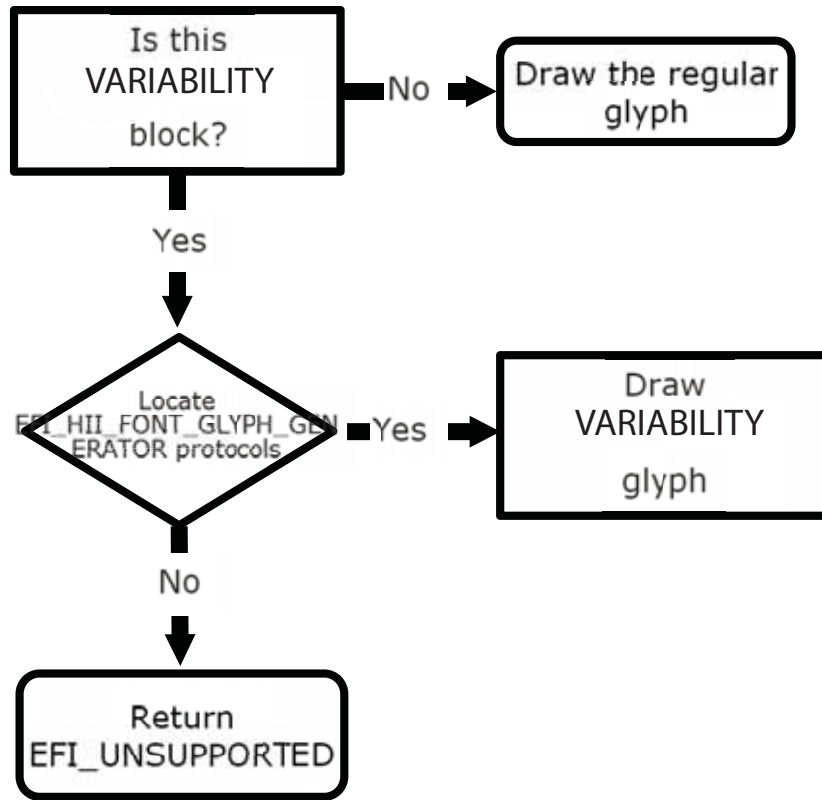 Is this
VARIABILITY
block?
No
Draw the regular
glyph
Yes
Locate
EFI_HII_FONT_GLYPH_GEN
ERATOR protocols
Yes
Draw
VARIABILITY
glyph
No
Return
EFI_UNSUPPORTED